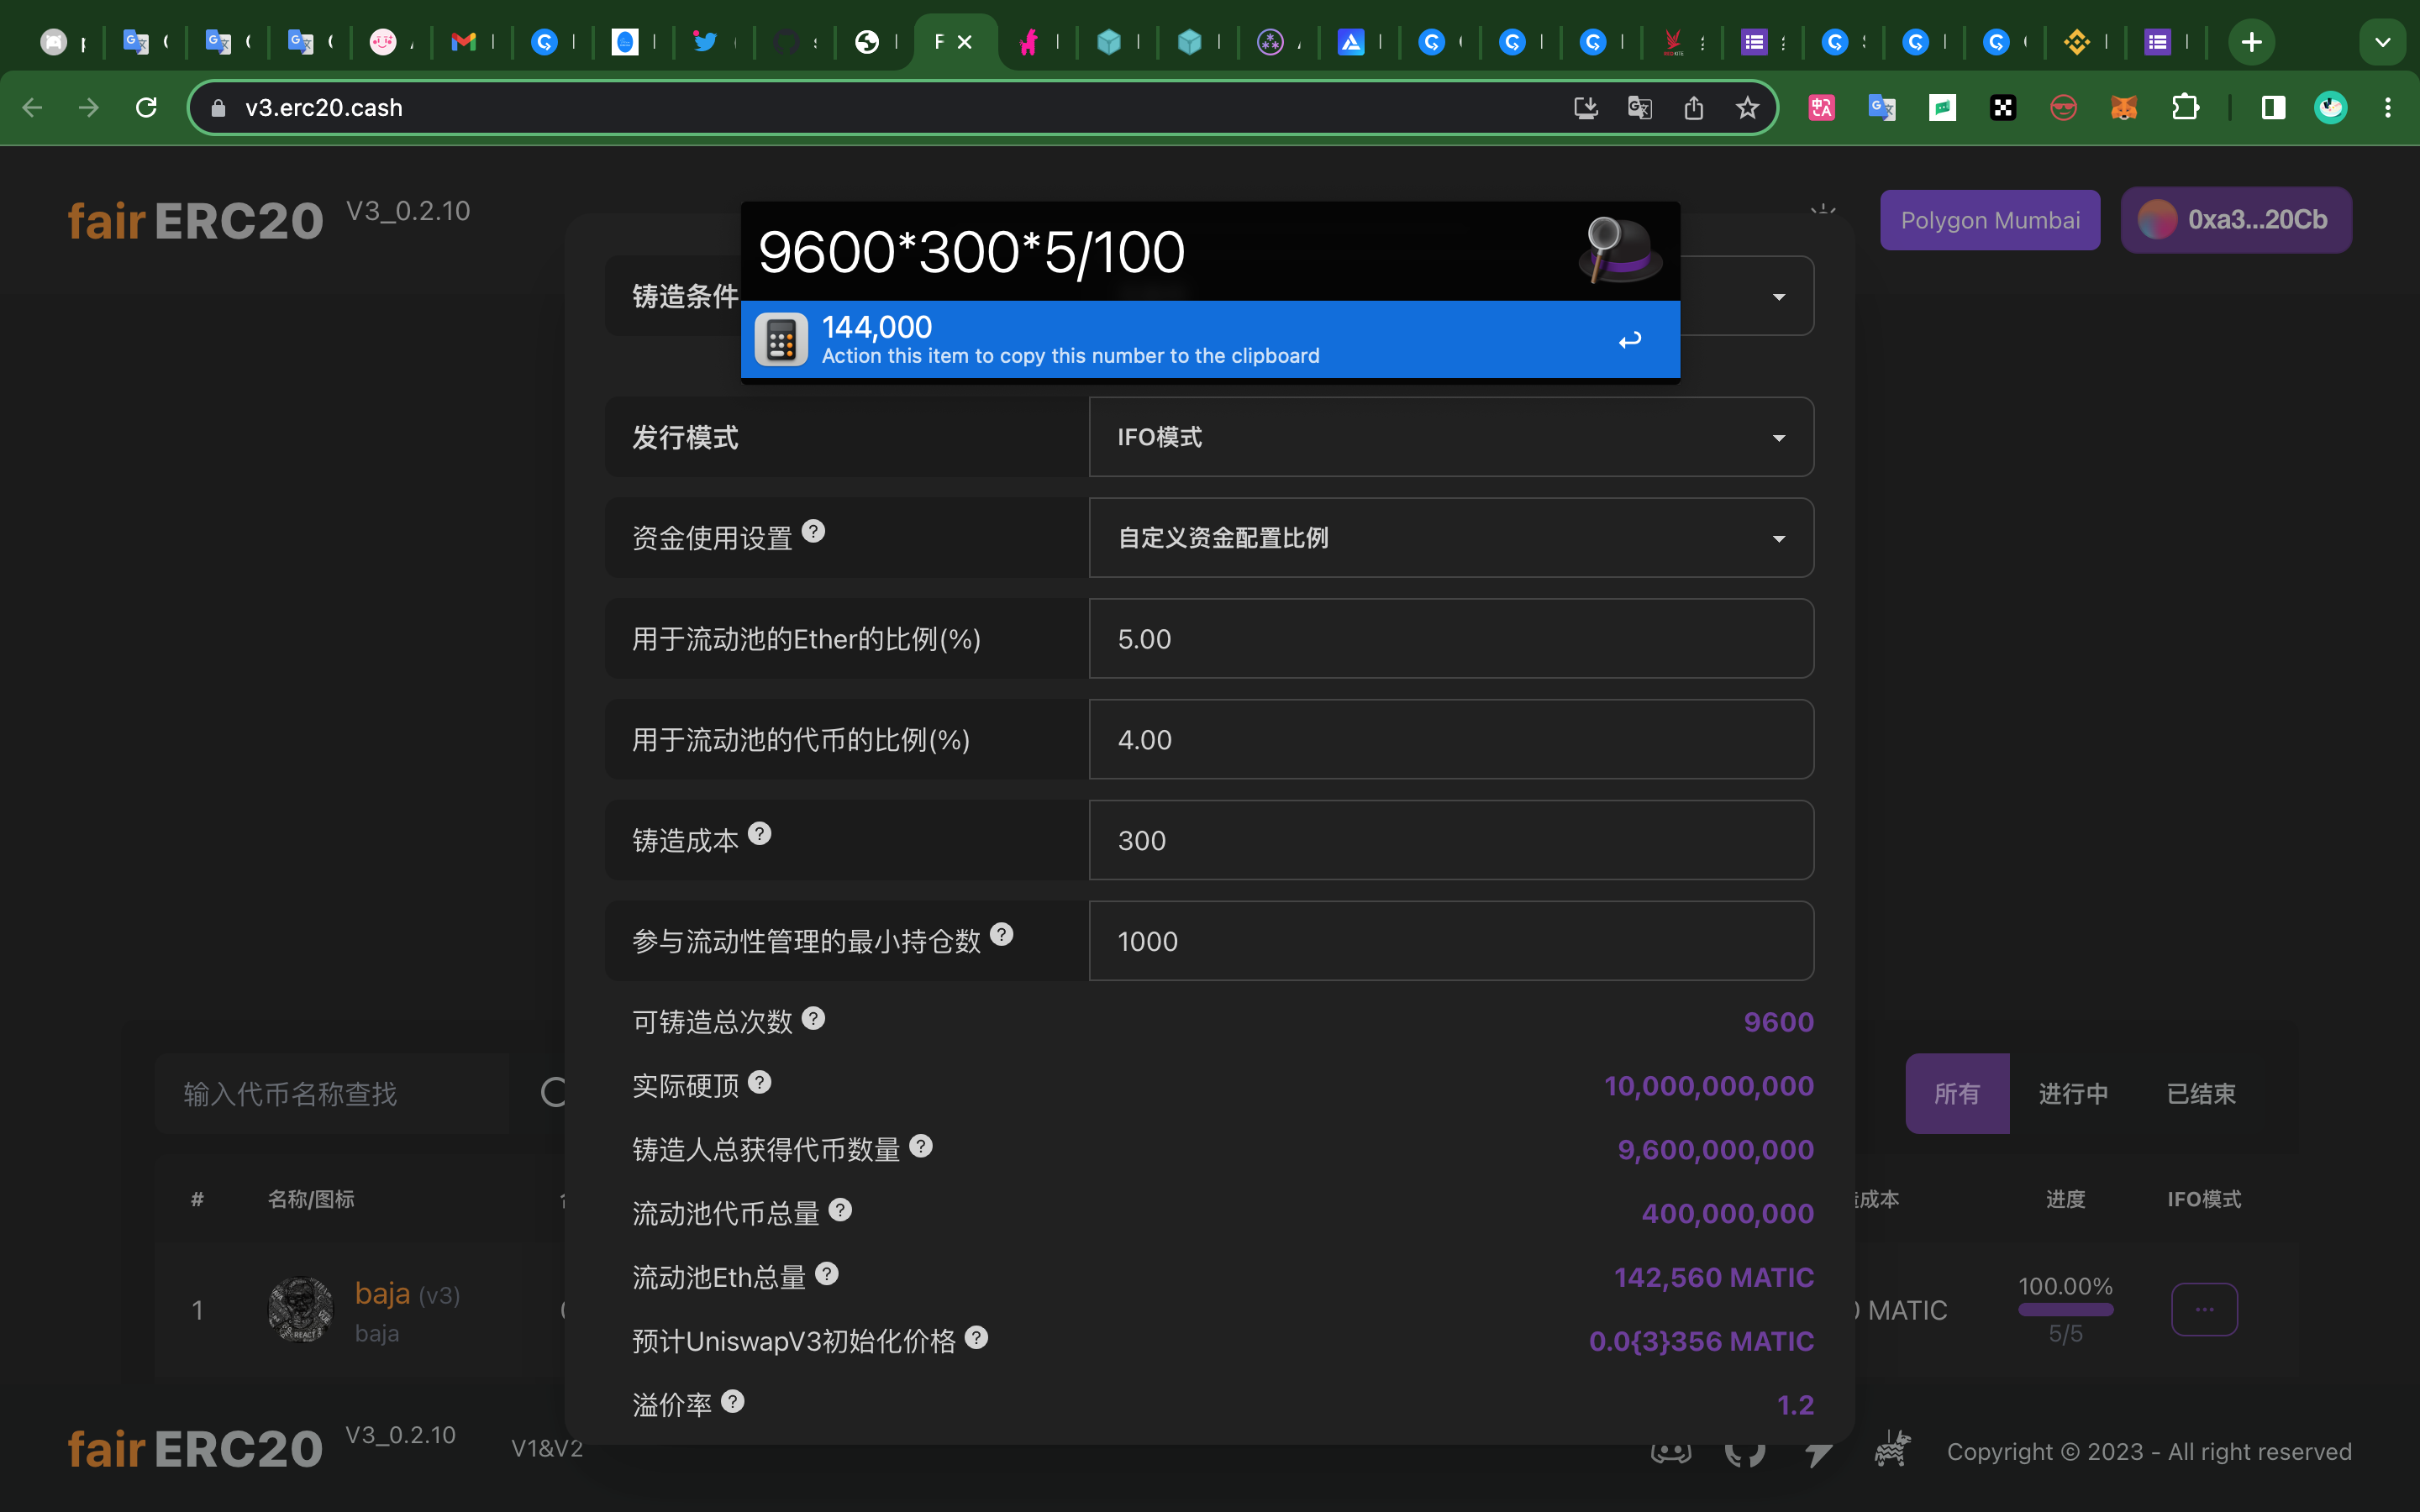 v3.erc20.cash
fairERC20 V3_0.2.10
Polygon Mumbai
0xa3...20Cb
9600*300*5/100
144,000
Action this item to copy this number to the clipboard
铸造条件
发行模式
IFO模式
资金使用设置 ?
自定义资金配置比例
用于流动池的Ether的比例(%)
5.00
用于流动池的代币的比例(%)
4.00
铸造成本 ?
300
参与流动性管理的最小持仓数 ?
1000
可铸造总次数 ?
9600
实际硬顶 ?
10,000,000,000
铸造人总获得代币数量 ?
9,600,000,000
流动池代币总量 ?
400,000,000
流动池Eth总量 ?
142,560 MATIC
预计UniswapV3初始化价格 ?
0.0{3}356 MATIC
溢价率 ?
1.2
输入代币名称查找
所有
进行中
已结束
#
名称/图标
成本
进度
IFO模式
1
baja (v3)
baja
MATIC
100.00%
5/5
...
fairERC20 V3_0.2.10
V1&V2
Copyright © 2023 - All right reserved